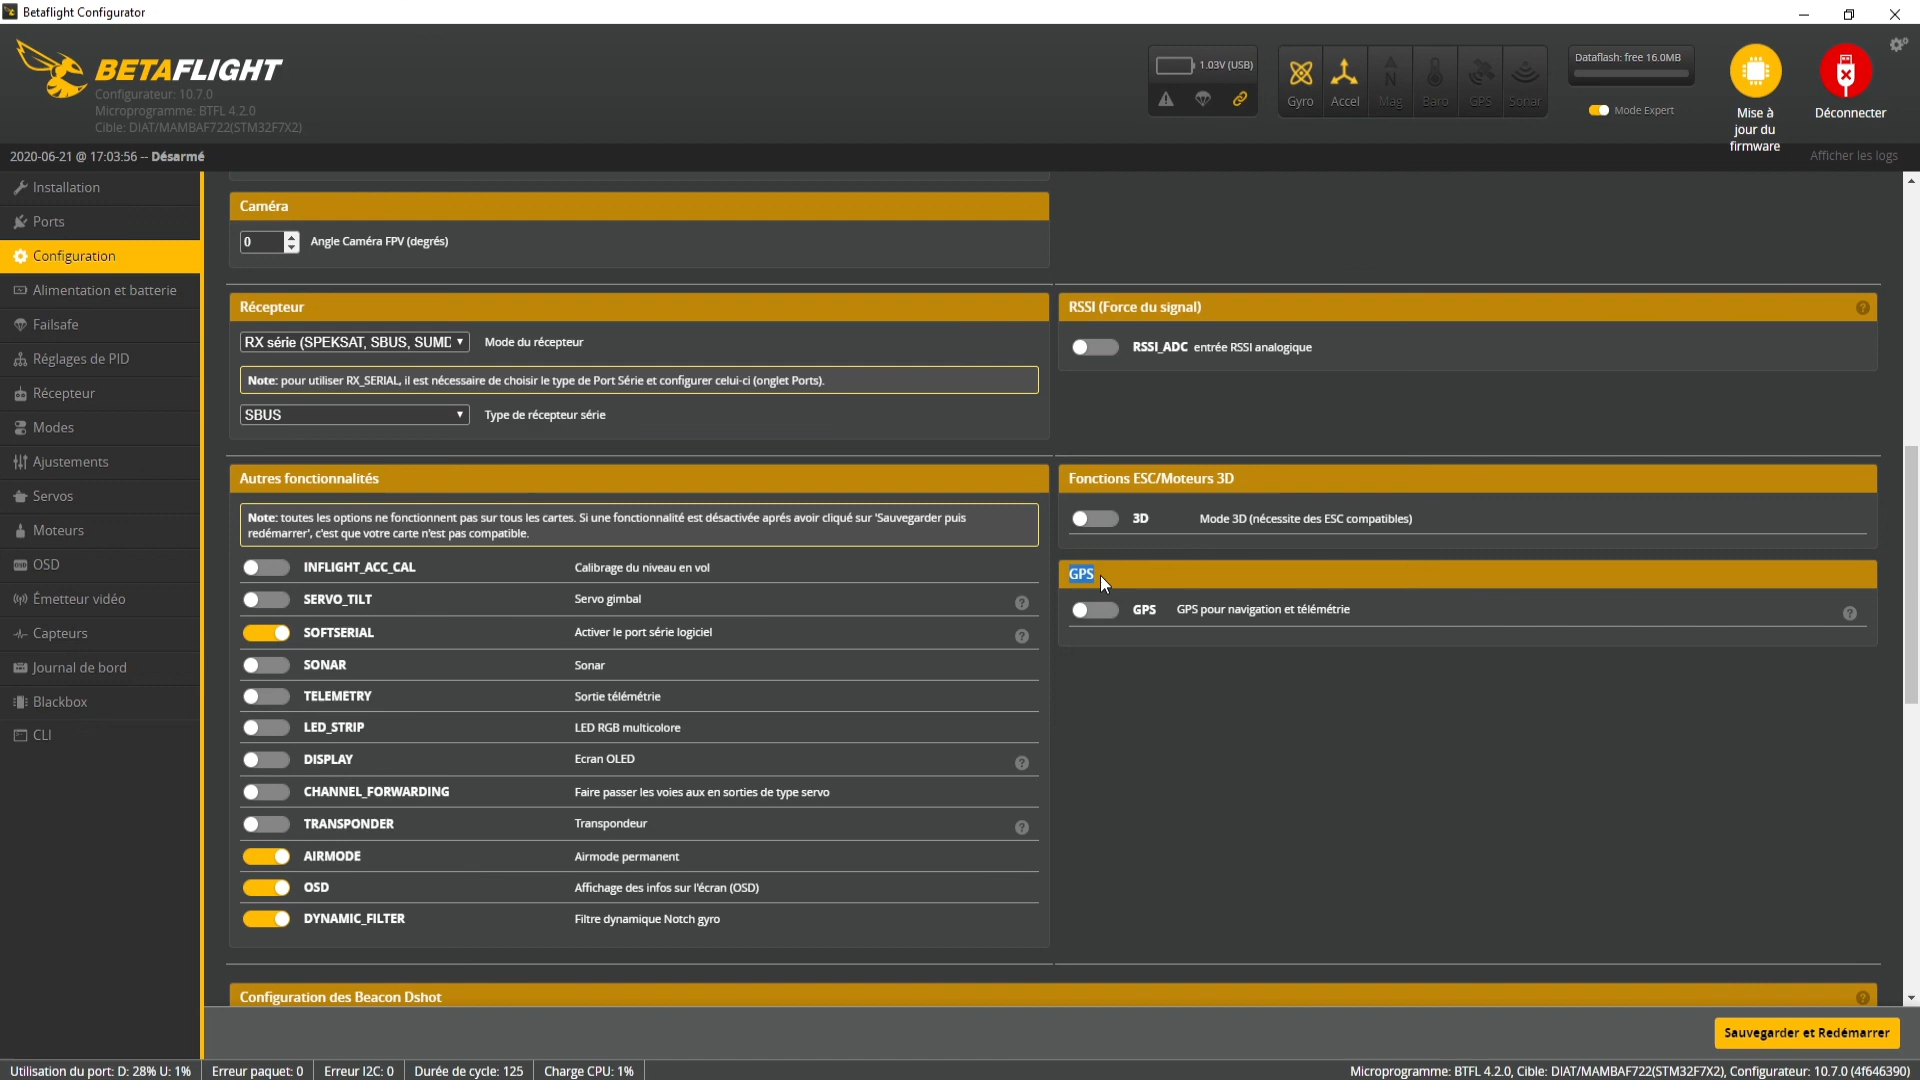 Betaflight Configurator
BETAFLIGHT
Configurateur: 10.7.0
Microprogramme: BTFL 4.2.0
Cible: DIAT/MAMBAF722(STM32F7X2)
1.03V (USB)
Gyro
Accel
Mag
Baro
GPS
Sonar
Dataflash: free 16.0MB
Mode Expert
Mise à
jour du
firmware
Déconnecter
2020-06-21 @ 17:03:56 -- Désarmé
Afficher les logs
Installation
Ports
Configuration
Alimentation et batterie
Failsafe
Réglages de PID
Récepteur
Modes
Ajustements
Servos
Moteurs
OSD
Émetteur vidéo
Capteurs
Journal de bord
Blackbox
CLI
Caméra
0 Angle Caméra FPV (degrés)
Récepteur
RX série (SPEKSAT, SBUS, SUMD Mode du récepteur
Note: pour utiliser RX_SERIAL, il est nécessaire de choisir le type de Port Série et configurer celui-ci (onglet Ports).
SBUS Type de récepteur série
RSSI (Force du signal)
RSSI_ADC entrée RSSI analogique
Autres fonctionnalités
Note: toutes les options ne fonctionnent pas sur tous les cartes. Si une fonctionnalité est désactivée aprés avoir cliqué sur 'Sauvegarder puis
redémarrer', c'est que votre carte n'est pas compatible.
INFLIGHT_ACC_CAL Calibrage du niveau en vol
SERVO_TILT Servo gimbal
SOFTSERIAL Activer le port série logiciel
SONAR Sonar
TELEMETRY Sortie télémétrie
LED_STRIP LED RGB multicolore
DISPLAY Ecran OLED
CHANNEL_FORWARDING Faire passer les voies aux en sorties de type servo
TRANSPONDER Transpondeur
AIRMODE Airmode permanent
OSD Affichage des infos sur l'écran (OSD)
DYNAMIC_FILTER Filtre dynamique Notch gyro
Fonctions ESC/Moteurs 3D
3D Mode 3D (nécessite des ESC compatibles)
GPS
GPS GPS pour navigation et télémétrie
Configuration des Beacon Dshot
Sauvegarder et Redémarrer
Utilisation du port: D: 28% U: 1%
Erreur paquet: 0
Erreur I2C: 0
Durée de cycle: 125
Charge CPU: 1%
Microprogramme: BTFL 4.2.0, Cible: DIAT/MAMBAF722(STM32F7X2), Configurateur: 10.7.0 (4f646390)